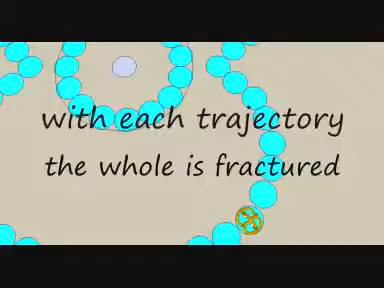 with each trajectory
the whole is fractured